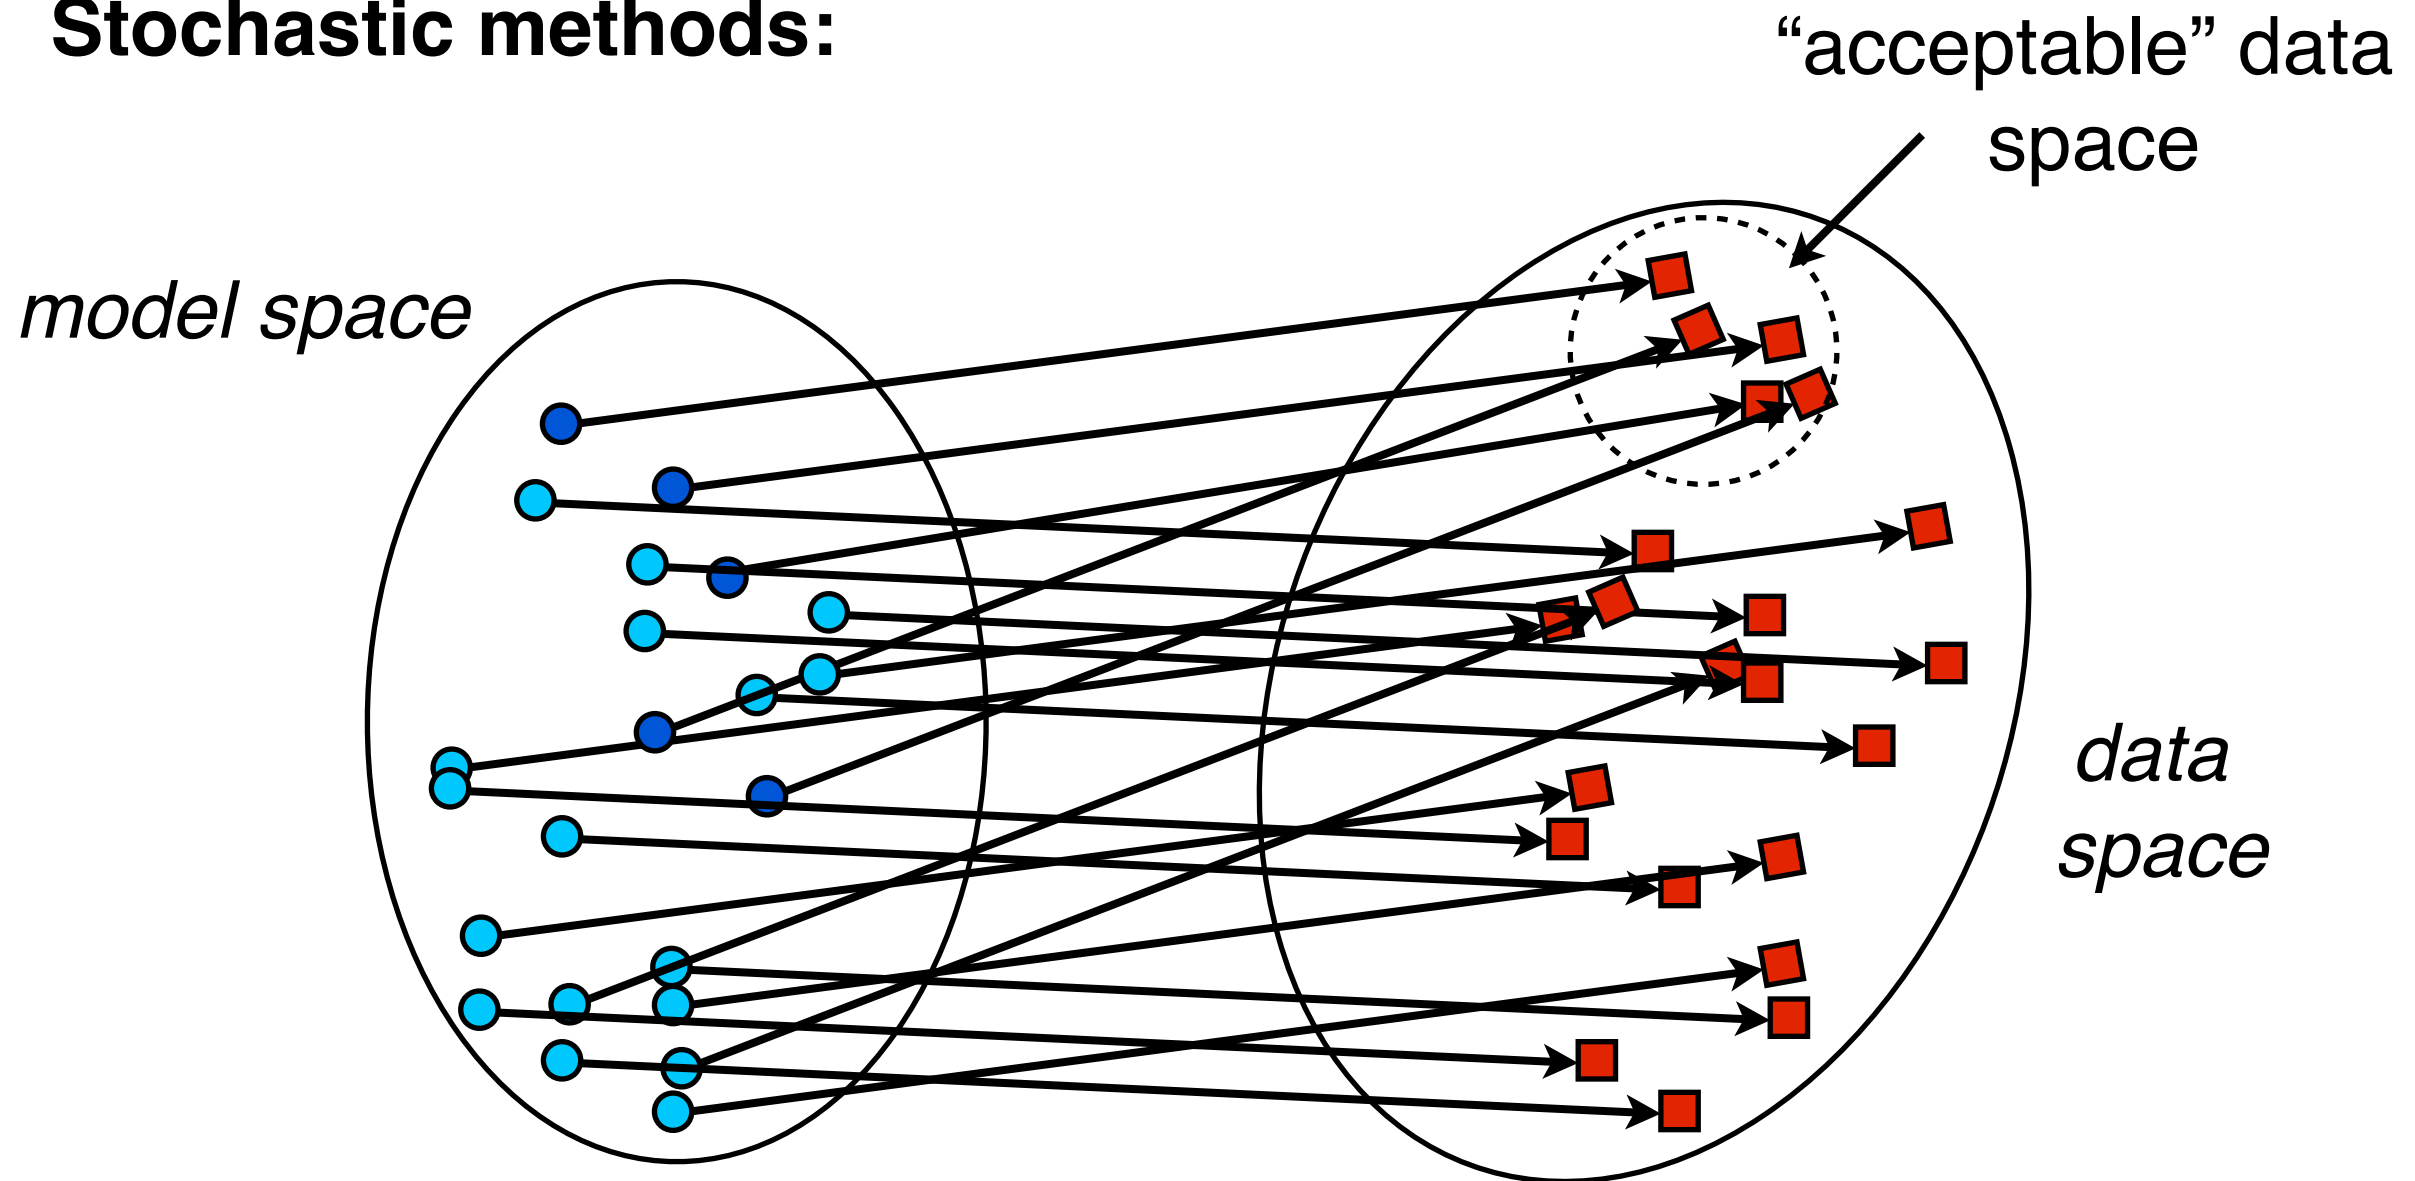 Stochastic methods:
“acceptable” data
space
model space
data
space